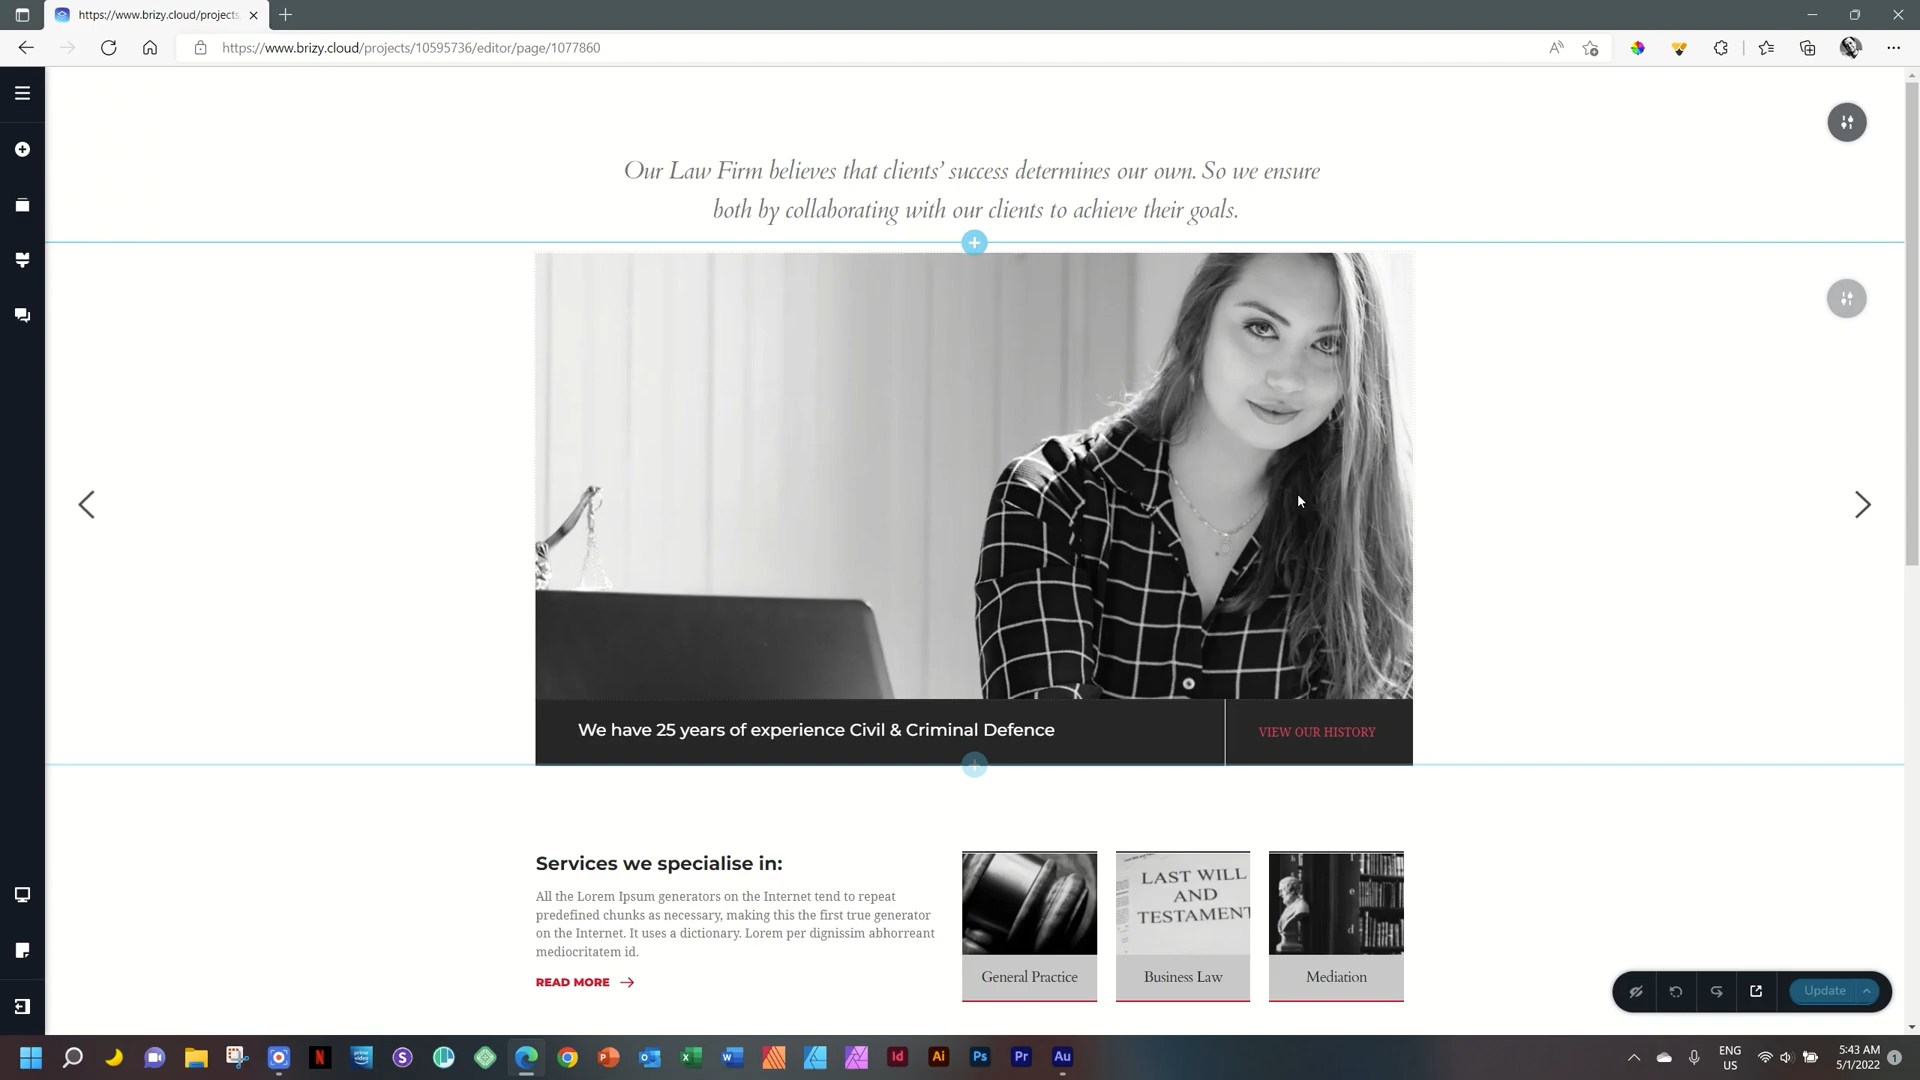 https://www.brizy.cloud/projects
https://www.brizy.cloud/projects/10595736/editor/page/1077860
Our Law Firm believes that clients' success determines our own. So we ensure
both by collaborating with our clients to achieve their goals.
We have 25 years of experience Civil & Criminal Defence
VIEW OUR HISTORY
Services we specialise in:
All the Lorem Ipsum generators on the Internet tend to repeat
predefined chunks as necessary, making this the first true generator
on the Internet. It uses a dictionary. Lorem per dignissim abhorreant
mediocritatem id.
READ MORE
LAST WILL
AND
TESTAMENT
General Practice
Business Law
Mediation
Update
ENG
US
5:43 AM
5/1/2022
1